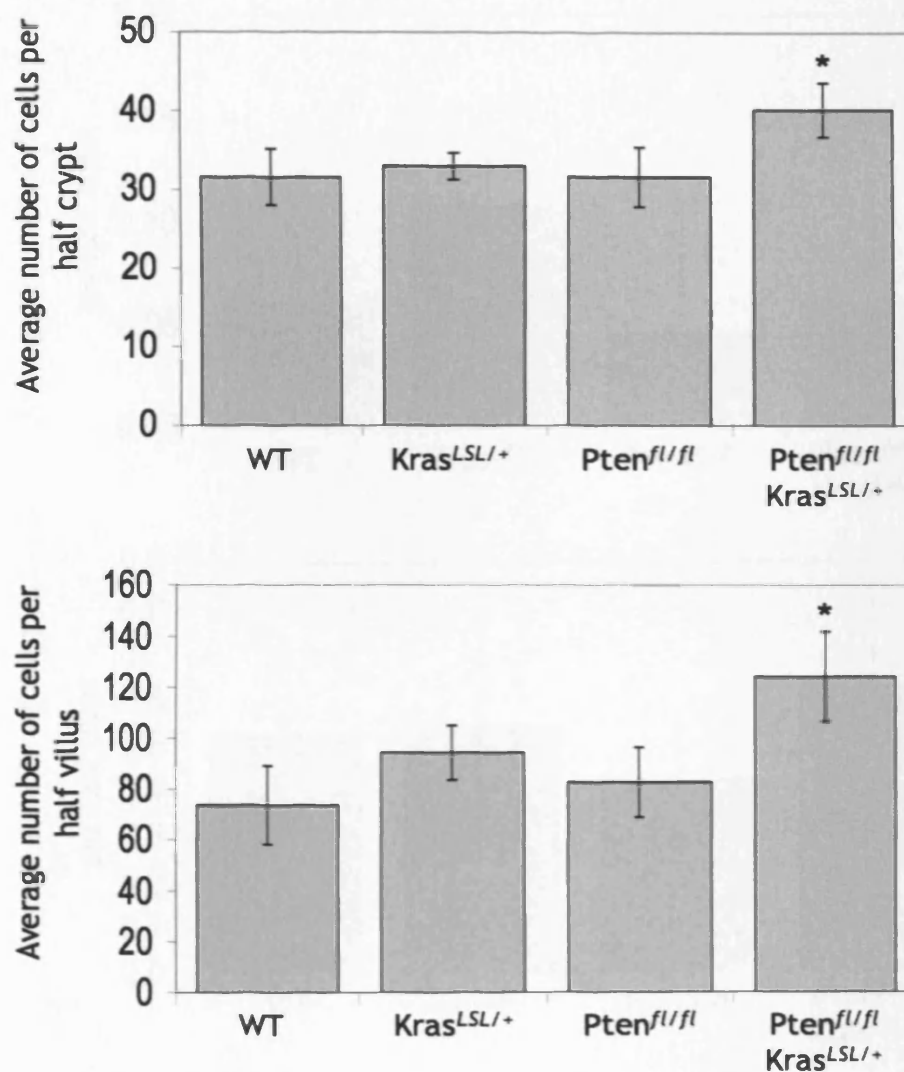 Average number of cells per
half crypt
50
40
30
20
10
0
*
WT
Kras^LSL/+
Pten^fl/fl
Pten^fl/fl
Kras^LSL/+
Average number of cells per
half villus
160
140
120
100
80
60
40
20
0
*
WT
Kras^LSL/+
Pten^fl/fl
Pten^fl/fl
Kras^LSL/+